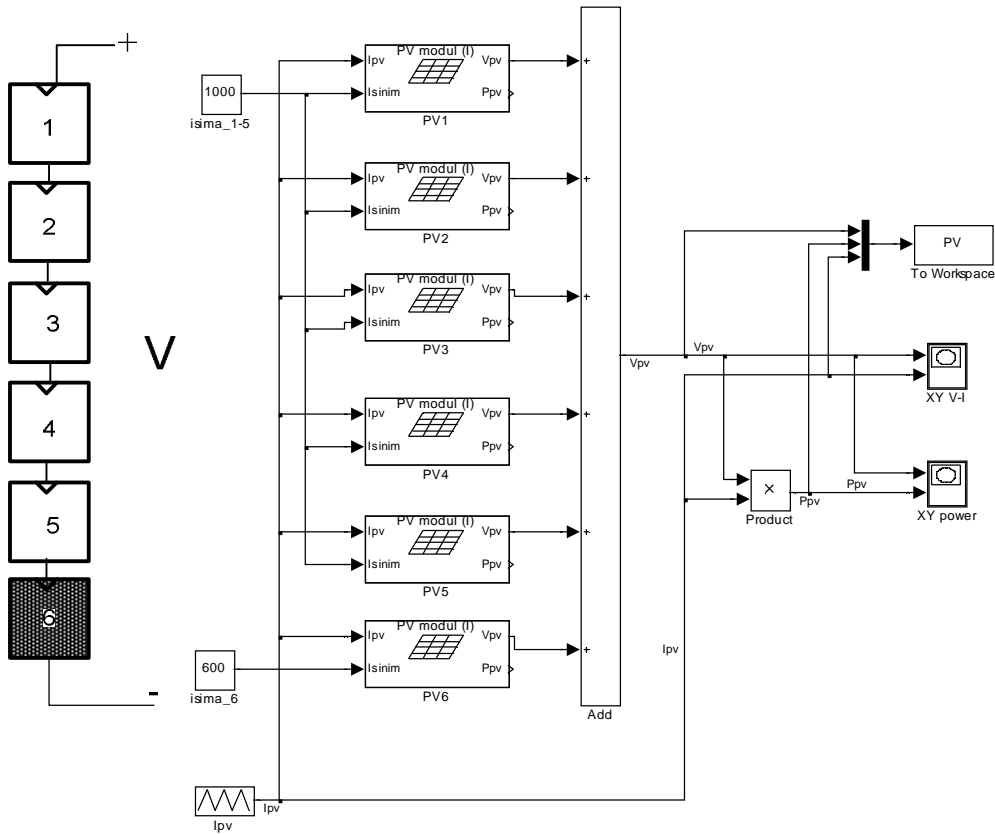 +
1
2
3
4
5
6
-
V
1000
isima_1-5
PV modul (I)
Ipv
Isinim
Vpv
Ppv
PV1
PV modul (I)
Ipv
Isinim
Vpv
Ppv
PV2
PV modul (I)
Ipv
Isinim
Vpv
Ppv
PV3
PV modul (I)
Ipv
Isinim
Vpv
Ppv
PV4
PV modul (I)
Ipv
Isinim
Vpv
Ppv
PV5
600
isima_6
PV modul (I)
Ipv
Isinim
Vpv
Ppv
PV6
Ipv
Ipv
+
+
+
+
+
+
Add
Vpv
Vpv
Ipv
×
Product
Ppv
Ppv
PV
To Workspace
XY V-I
XY power